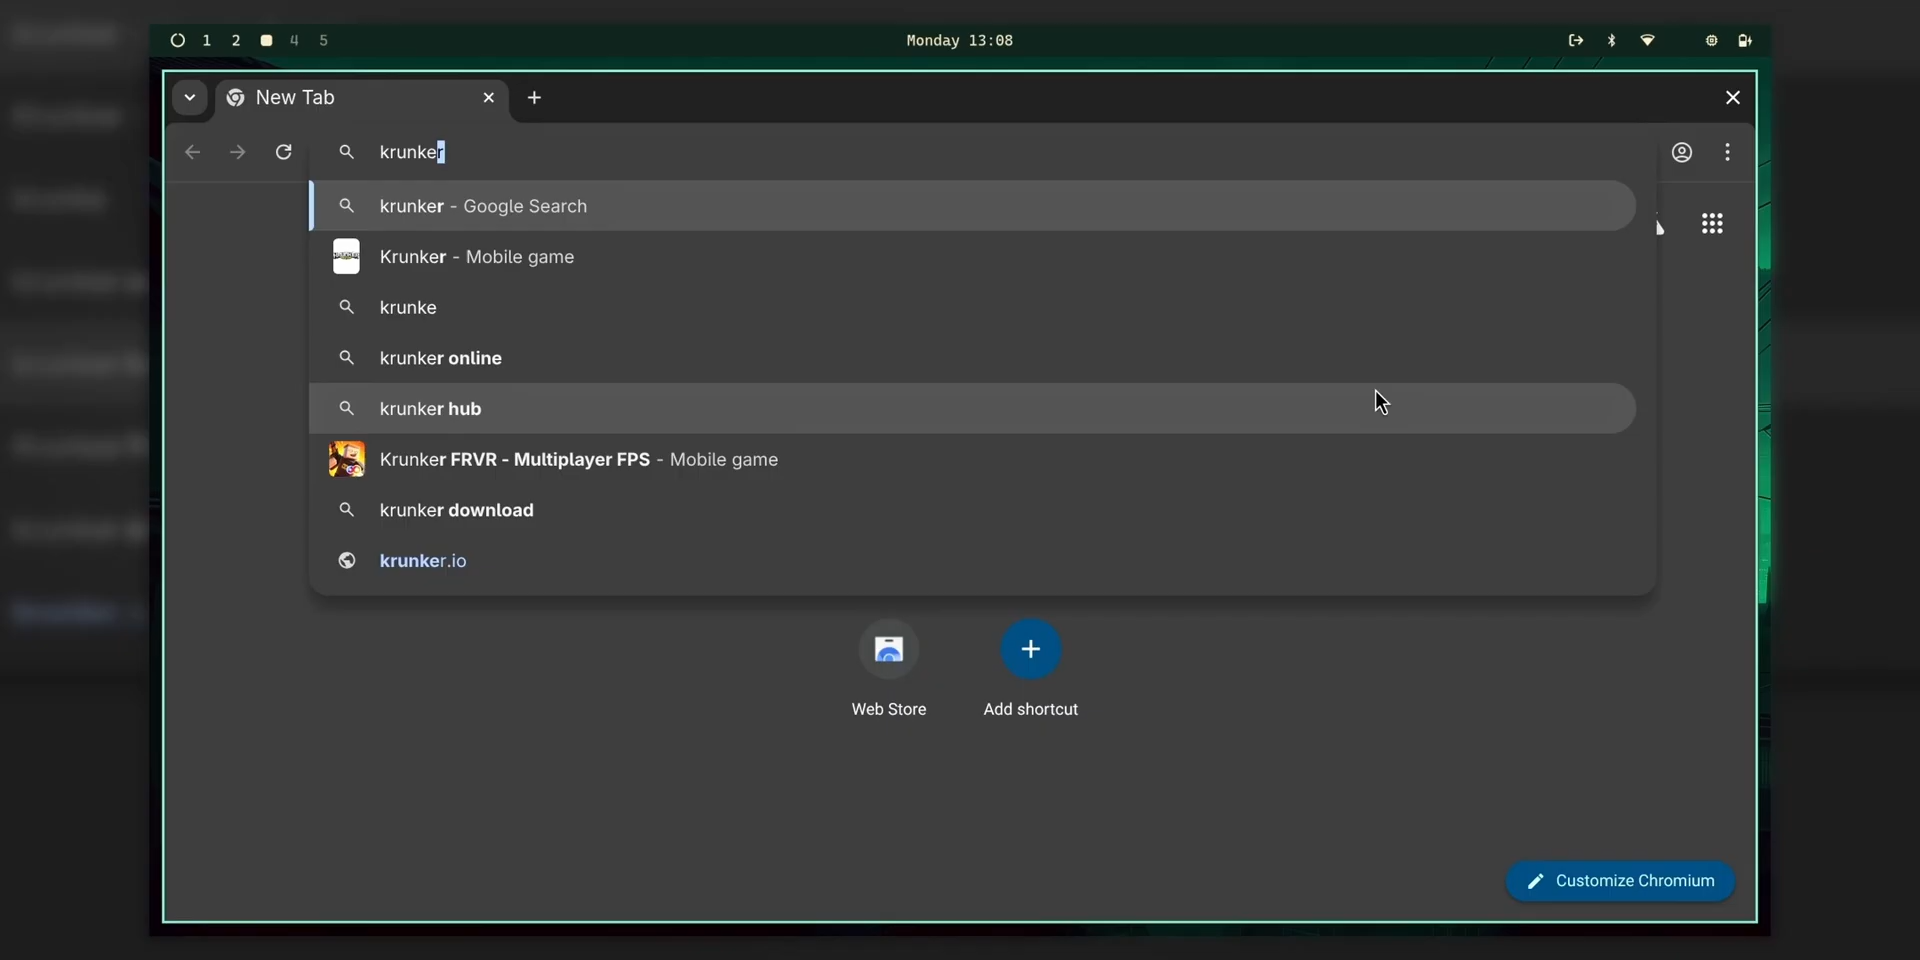 1 2 4 5 Monday 13:08
New Tab
krunker
krunker - Google Search
Krunker - Mobile game
krunke
krunker online
krunker hub
Krunker FRVR - Multiplayer FPS - Mobile game
krunker download
krunker.io
Web Store Add shortcut
Customize Chromium